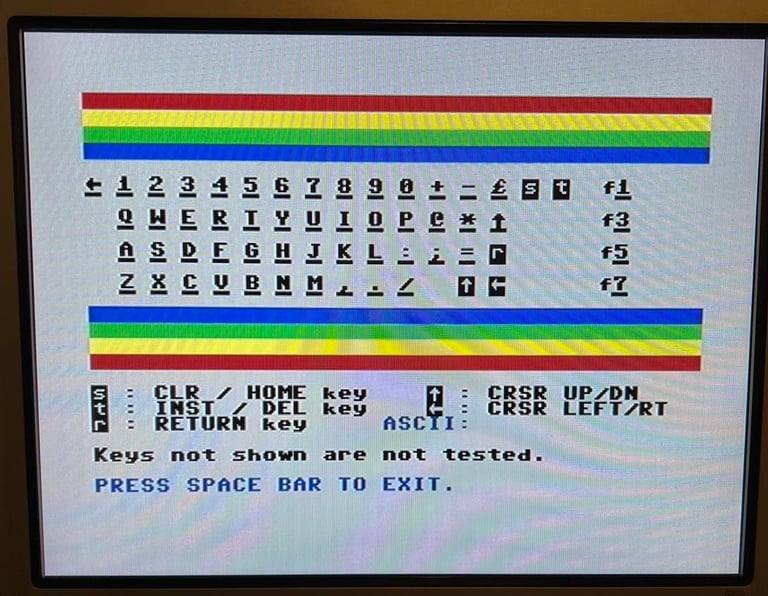 ← 1 2 3 4 5 6 7 8 9 0 + - £ s t f1
Q W E R T Y U I O P @ * ↑ f3
A S D F G H J K L : ; = r f5
Z X C V B N M , . / ↑ ← f7
s : CLR / HOME key ↑ : CRSR UP/DN
t : INST / DEL key ← : CRSR LEFT/RT
r : RETURN key ASCII:
Keys not shown are not tested.
PRESS SPACE BAR TO EXIT.